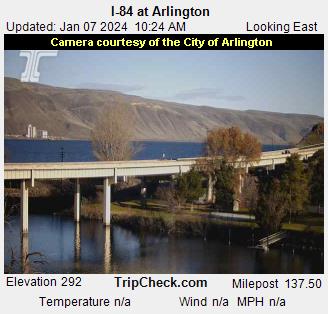 I-84 at Arlington
Updated: Jan 07 2024 10:24 AM Looking East
Camera courtesy of the City of Arlington
Elevation 292 TripCheck.com Milepost 137.50
Temperature n/a Wind n/a MPH n/a